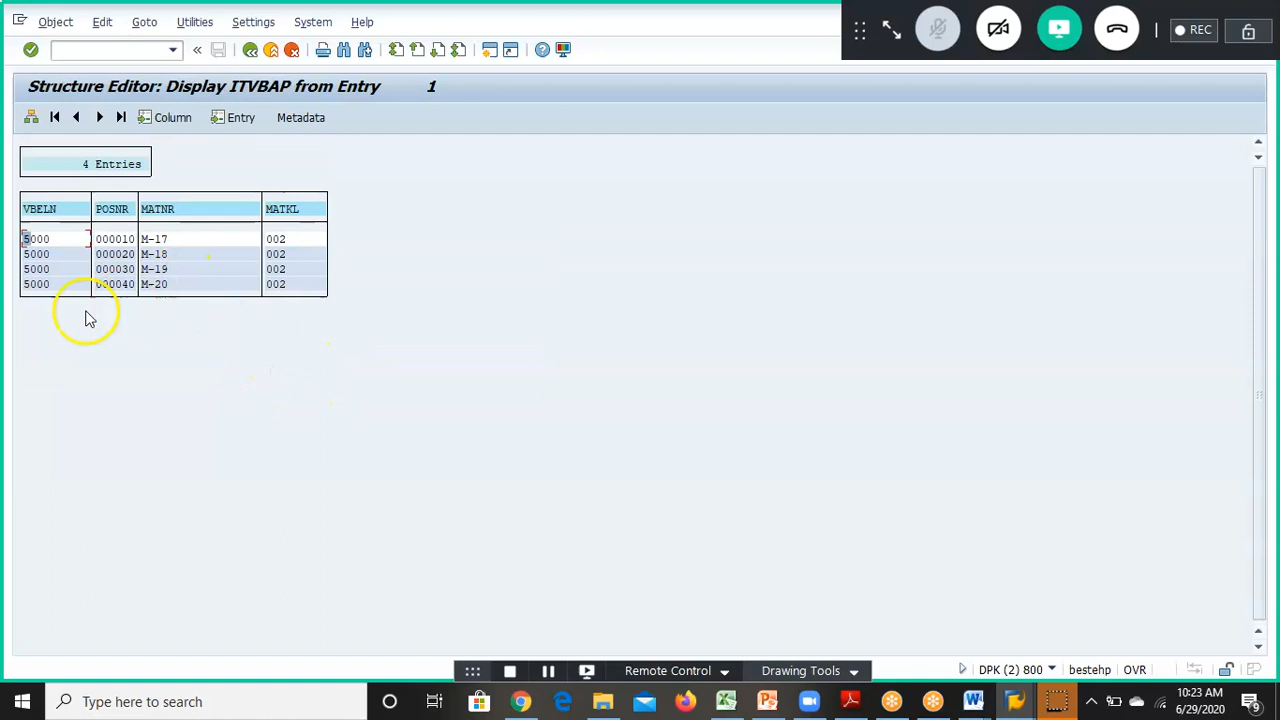 Object Edit Goto Utilities Settings System Help
REC
Structure Editor: Display ITVBAP from Entry 1
Column Entry Metadata
4 Entries
VBELN POSNR MATNR MATKL
5000 000010 M-17 002
5000 000020 M-18 002
5000 000030 M-19 002
5000 000040 M-20 002
Remote Control Drawing Tools
DPK (2) 800 bestehp OVR
Type here to search
10:23 AM
6/29/2020
9